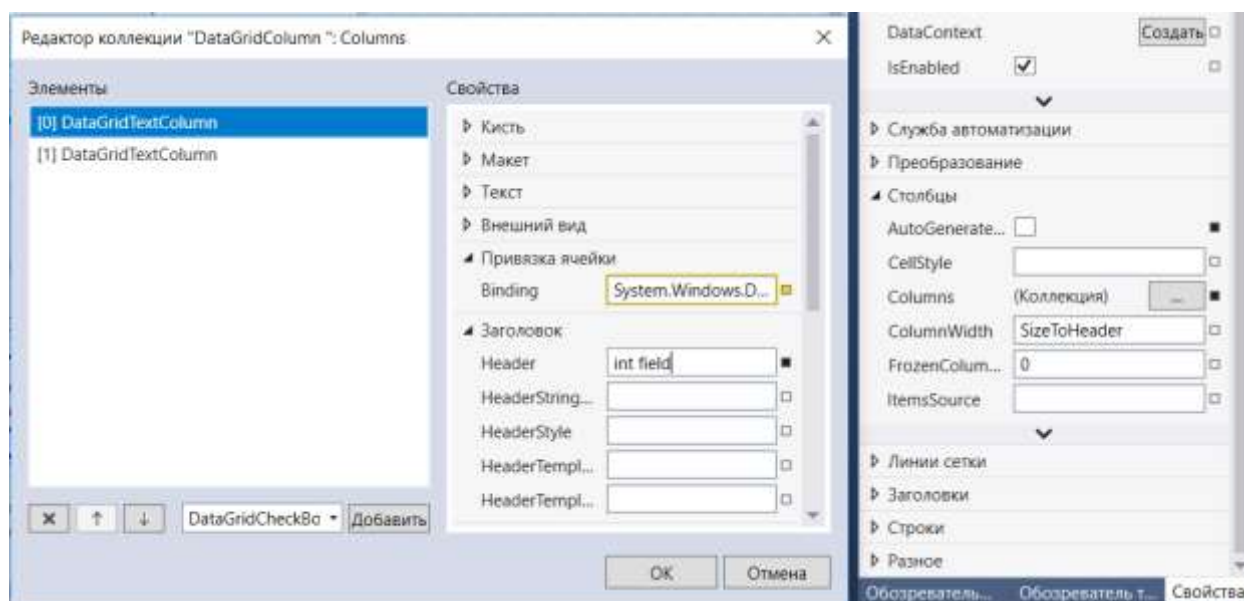 Редактор коллекции "DataGridColumn ": Columns
Элементы
[0] DataGridTextColumn
[1] DataGridTextColumn
DataGridCheckBo
Добавить
Свойства
Кисть
Макет
Текст
Внешний вид
Привязка ячейки
Binding System.Windows.D...
Заголовок
Header int field
HeaderString...
HeaderStyle
HeaderTempl...
HeaderTempl...
OK Отмена
DataContext Создать
IsEnabled
Служба автоматизации
Преобразование
Столбцы
AutoGenerate...
CellStyle
Columns (Коллекция) ...
ColumnWidth SizeToHeader
FrozenColum... 0
ItemsSource
Линии сетки
Заголовки
Строки
Разное
Обозреватель... Обозреватель т... Свойства